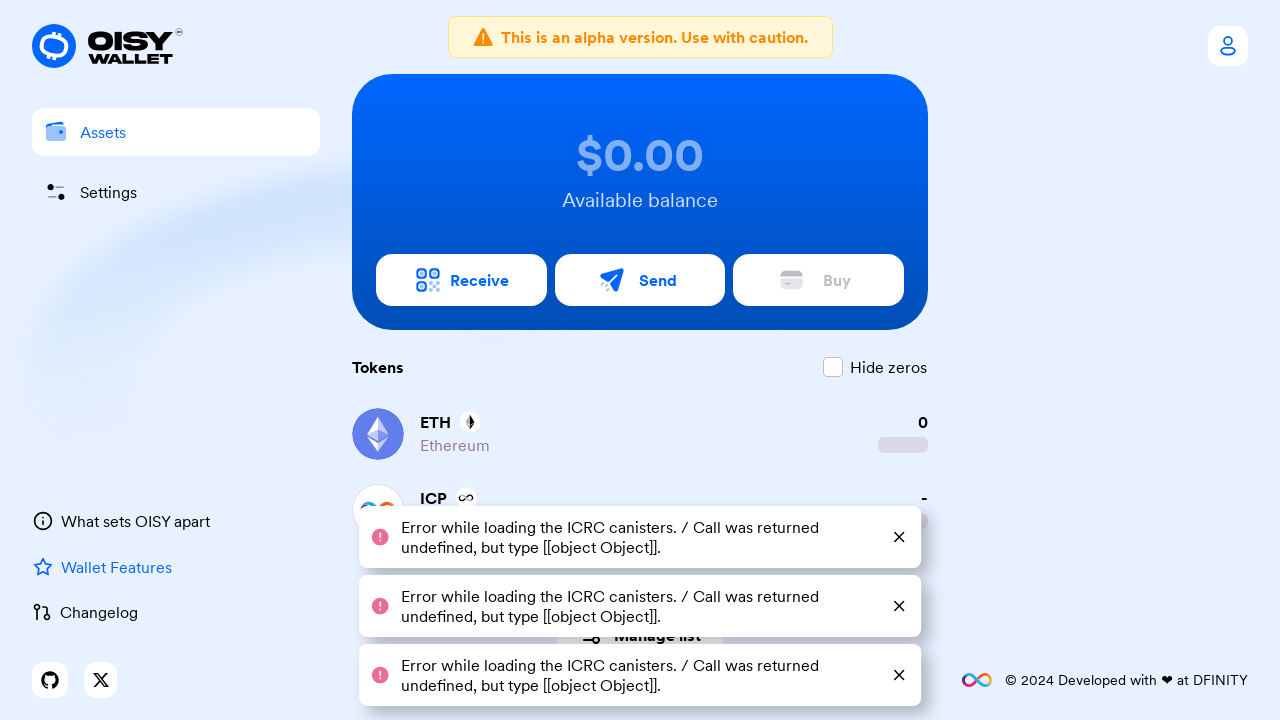 OISY
WALLET
This is an alpha version. Use with caution.
Assets
Settings
$0.00
Available balance
Receive
Send
Buy
Tokens
Hide zeros
ETH
0
Ethereum
ICP
-
Error while loading the ICRC canisters. / Call was returned
undefined, but type [[object Object]].
Error while loading the ICRC canisters. / Call was returned
undefined, but type [[object Object]].
Manage list
Error while loading the ICRC canisters. / Call was returned
undefined, but type [[object Object]].
What sets OISY apart
Wallet Features
Changelog
© 2024 Developed with ❤ at DFINITY